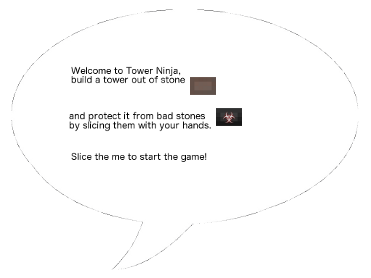 Welcome to Tower Ninja,
build a tower out of stone
and protect it from bad stones
by slicing them with your hands.
Slice the me to start the game!